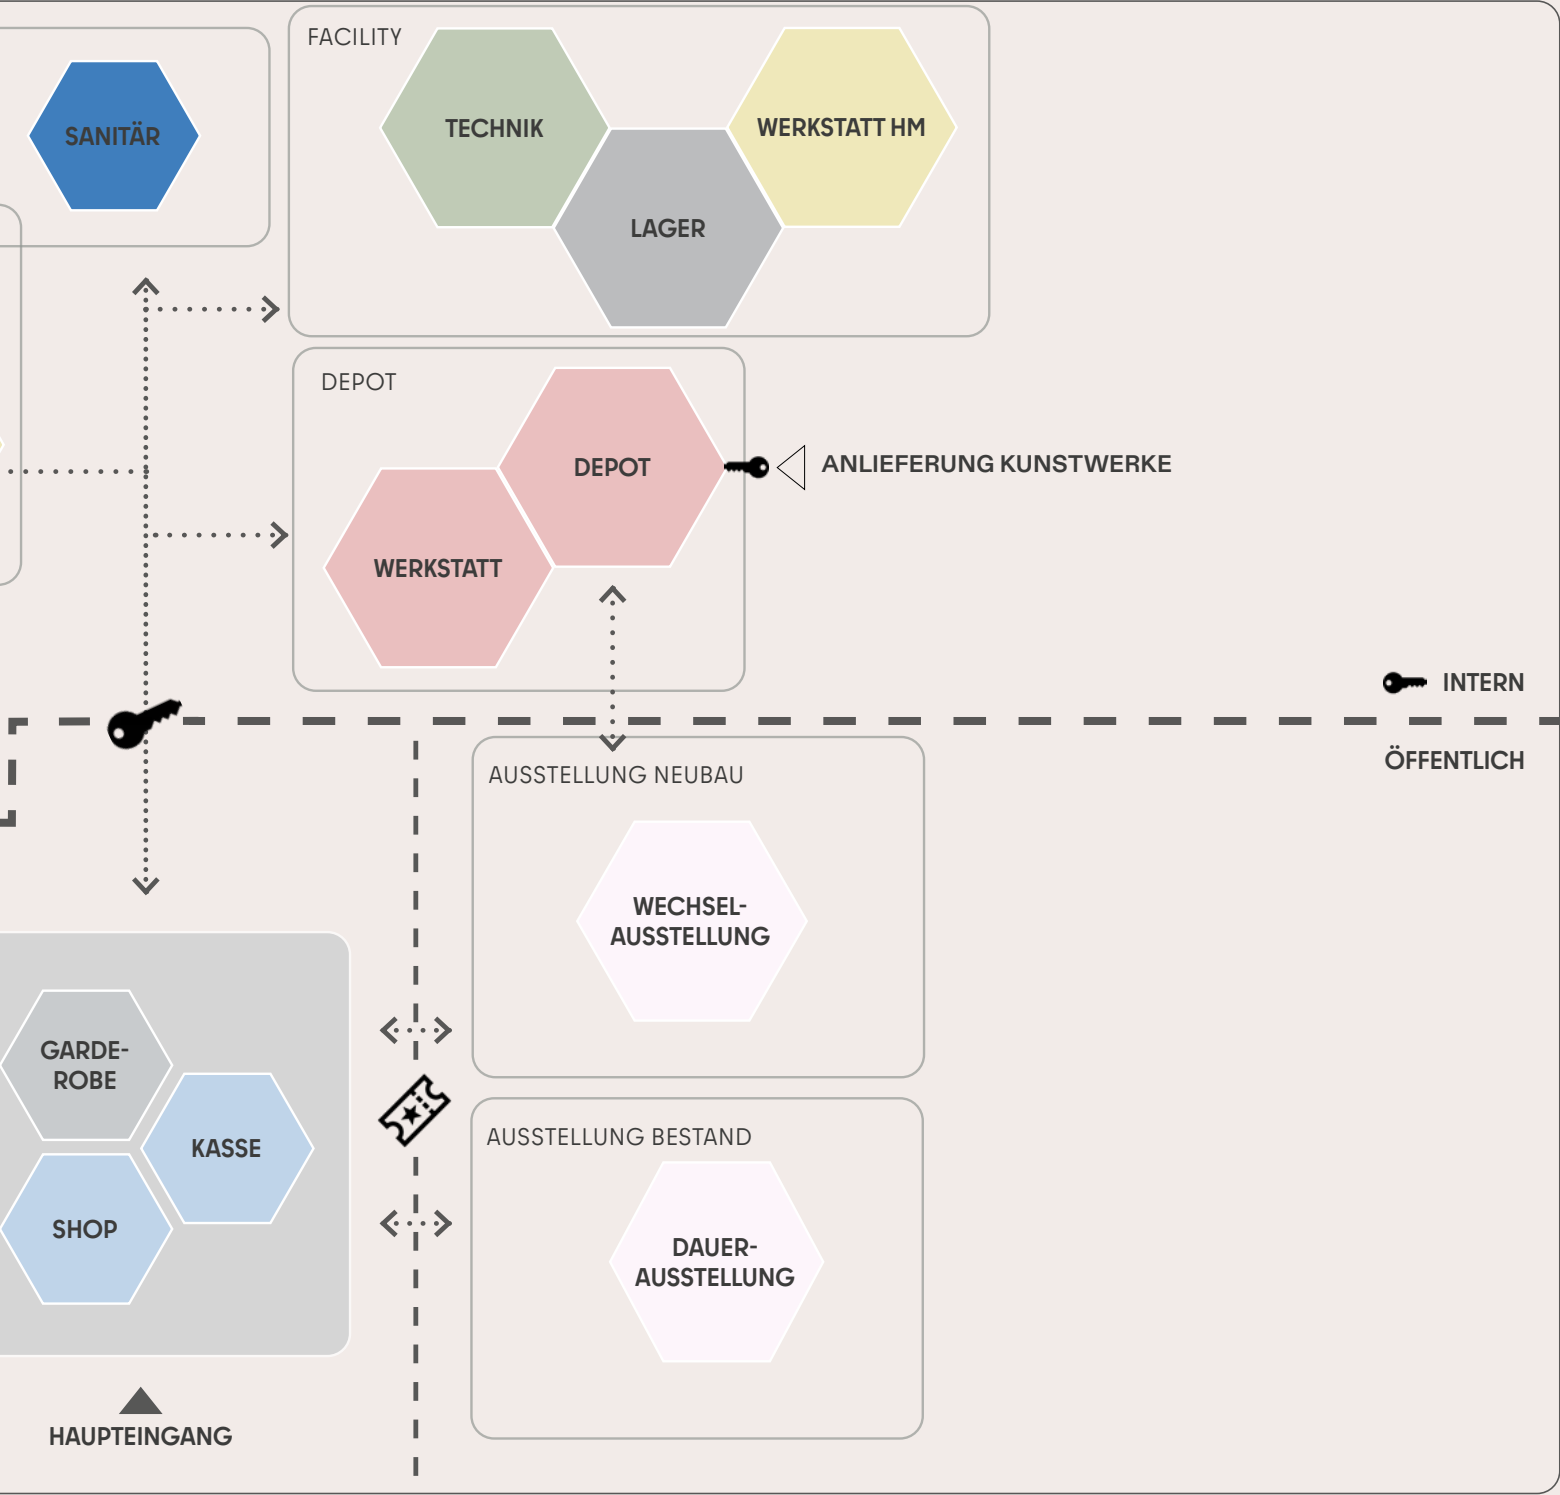 FACILITY
SANITÄR
TECHNIK
WERKSTATT HM
LAGER
DEPOT
DEPOT
ANLIEFERUNG KUNSTWERKE
WERKSTATT
INTERN
ÖFFENTLICH
AUSSTELLUNG NEUBAU
WECHSEL-
AUSSTELLUNG
GARDE-
ROBE
KASSE
SHOP
AUSSTELLUNG BESTAND
DAUER-
AUSSTELLUNG
HAUPTEINGANG